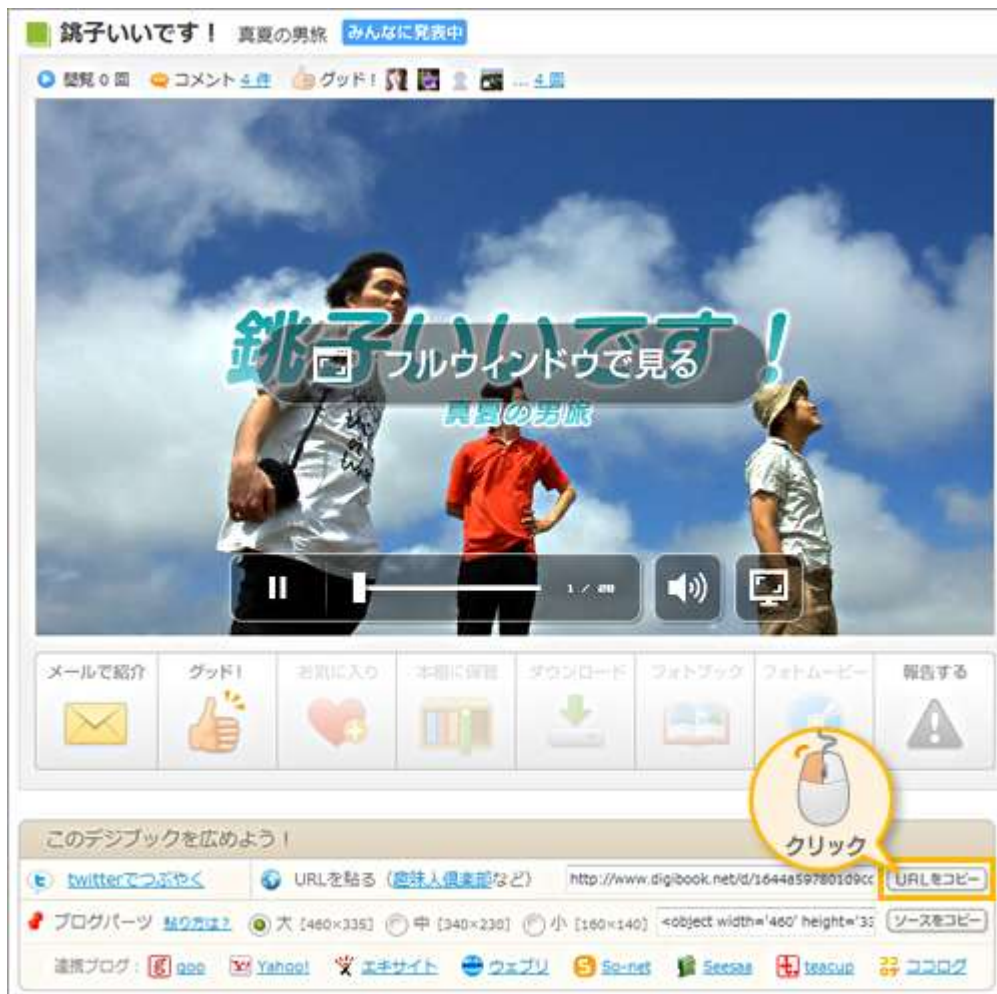 銚子いいです！ 真夏の男旅 みんなに発表中
閲覧 0 回 コメント 4 件 グッド！ ... 4 回
銚子いいです！
フルウィンドウで見る
真夏の男旅
1 / 20
メールで紹介 グッド！ お気に入り 本棚に保管 ダウンロード フォトブック フォトムービー 報告する
クリック
このデジブックを広めよう！
twitterでつぶやく URLを貼る（趣味人倶楽部など） http://www.digibook.net/d/1644a597801d9cc URLをコピー
ブログパーツ 貼り方は？ 大 [460×335] 中 [340×230] 小 [160×140] <object width='460' height='33 ソースをコピー
連携ブログ： goo Yahoo! エキサイト ウェブリ So-net Seesaa teacup ココログ